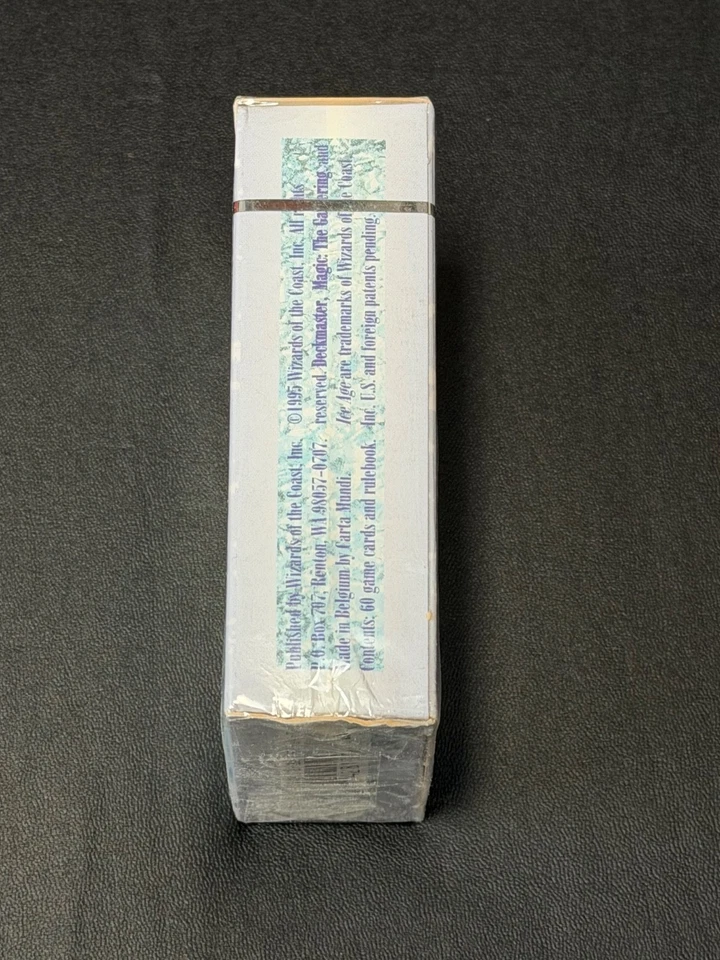 Published by Wizards of the Coast, Inc.
P.O. Box 707, Renton, WA 98057-0707.
Made in Belgium by Carta Mundi.
Contents: 60 game cards and rulebook.
©1995 Wizards of the Coast, Inc. All rights
reserved. Deckmaster, Magic: The Gathering, and
Ice Age are trademarks of Wizards of the Coast,
Inc. U.S. and foreign patents pending.